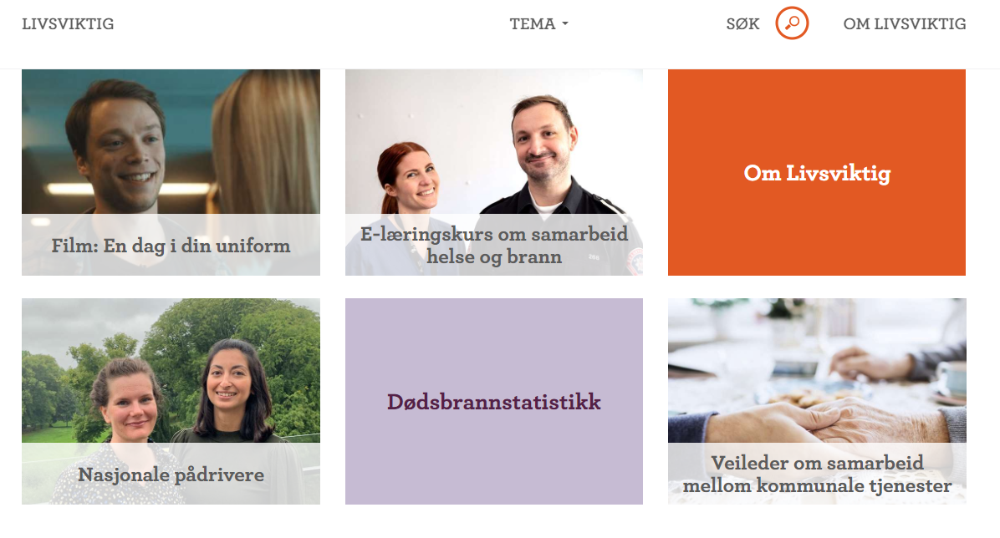 LIVSVIKTIG
TEMA
SØK
OM LIVSVIKTIG
Film: En dag i din uniform
E-læringskurs om samarbeid
helse og brann
Om Livsviktig
Nasjonale pådrivere
Dødsbrannstatistikk
Veileder om samarbeid
mellom kommunale tjenester